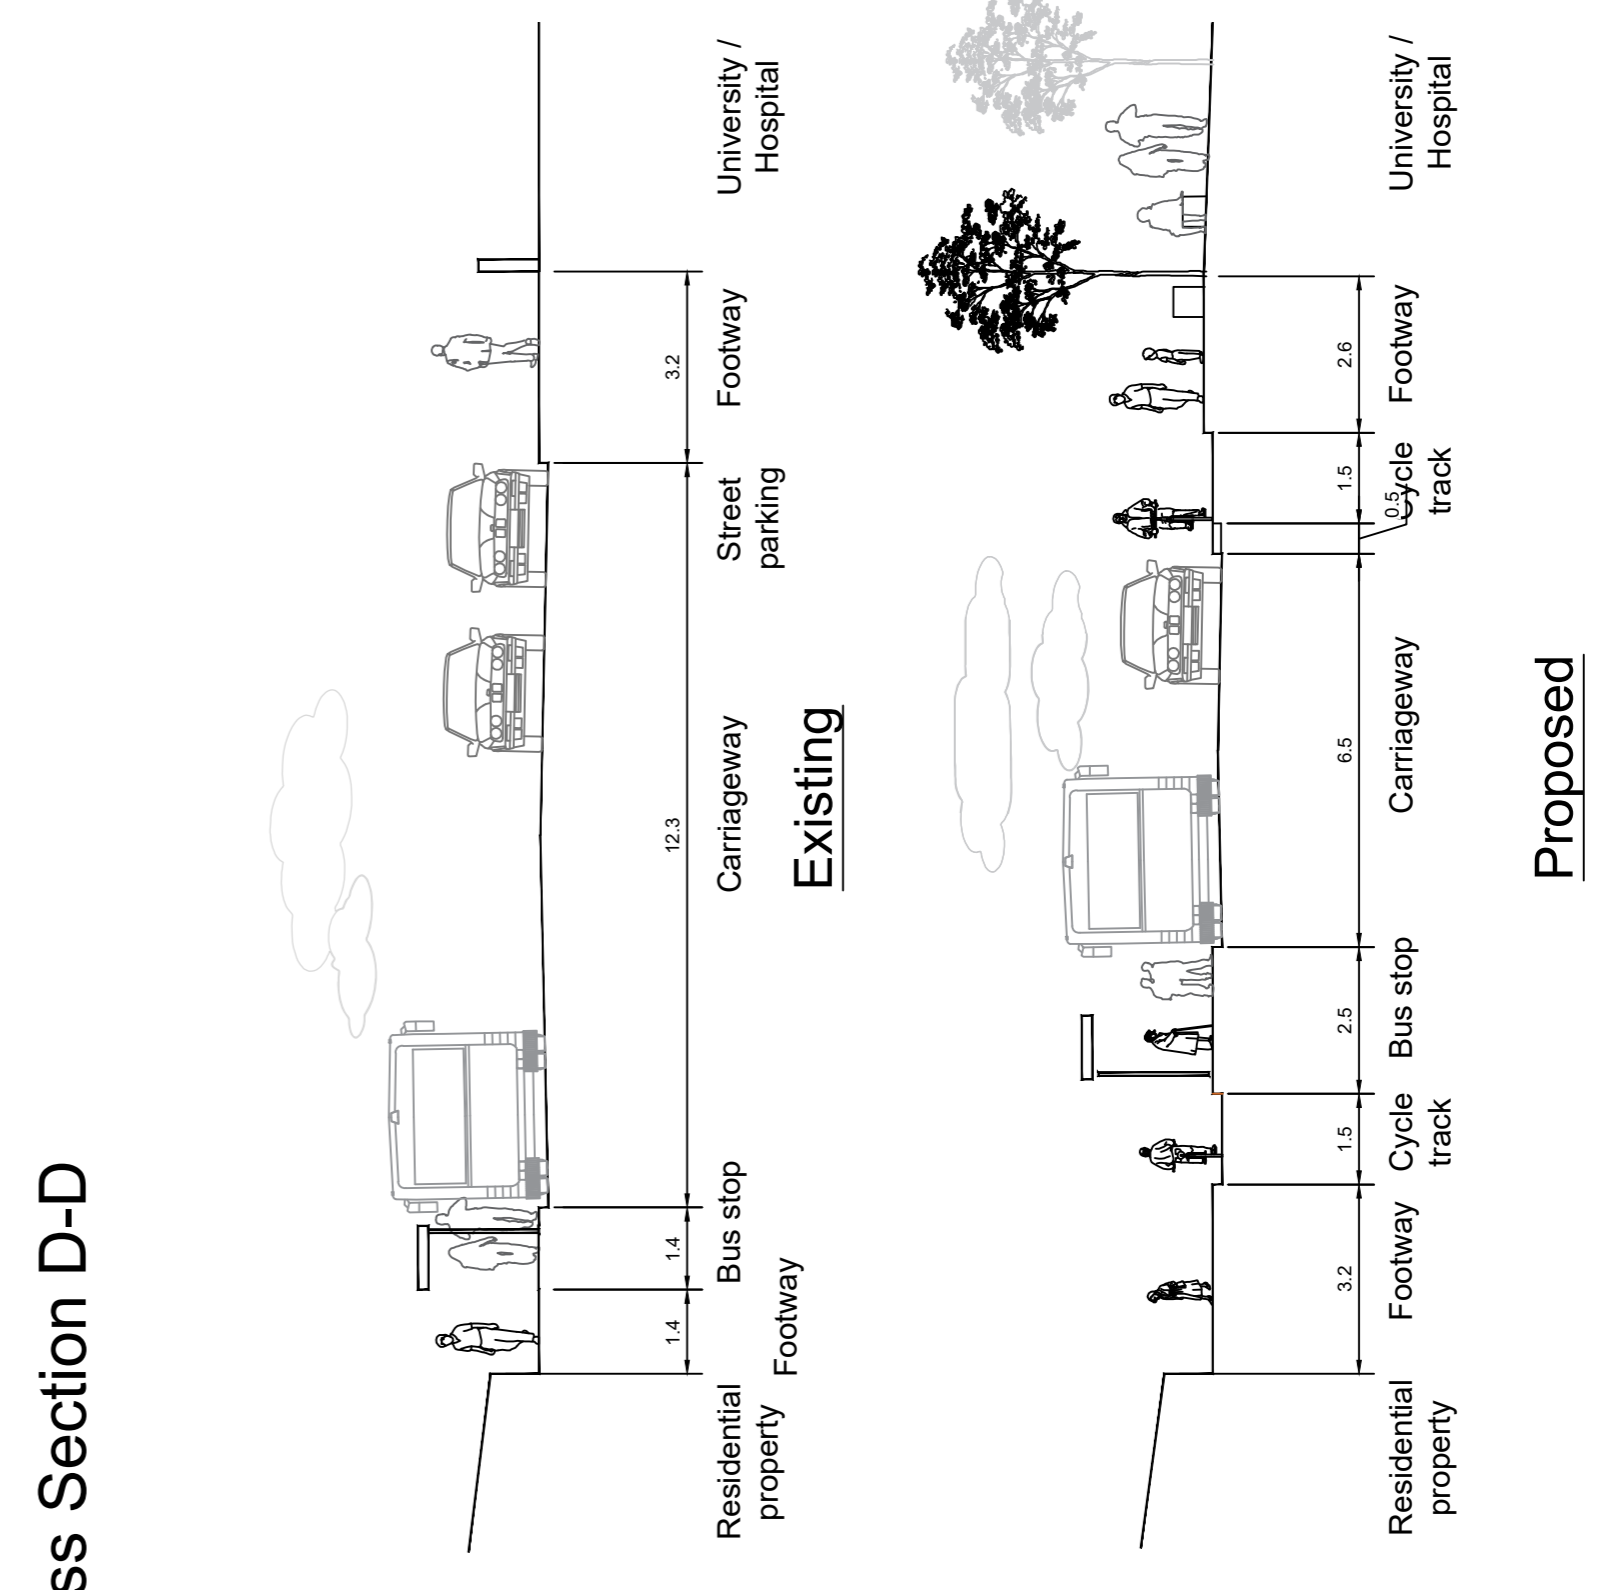 ss Section D-D
1.4
1.4
12.3
3.2
Residential
property
Footway
Bus stop
Carriageway
Street
parking
Footway
University /
Hospital
Existing
3.2
1.5
2.5
6.5
0.5
1.5
2.6
Residential
property
Footway
Cycle
track
Bus stop
Carriageway
Cycle
track
Footway
University /
Hospital
Proposed